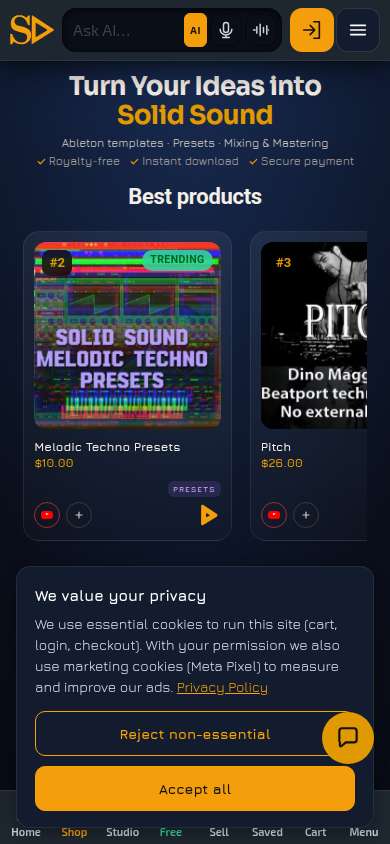 SD
Ask AI...
AI
Turn Your Ideas into
Solid Sound
Ableton templates · Presets · Mixing & Mastering
✓ Royalty-free ✓ Instant download ✓ Secure payment
Best products
#2
TRENDING
SOLID SOUND
MELODIC TECHNO
PRESETS
Melodic Techno Presets
$10.00
PRESETS
#3
Dino Magg
Beatport techn
No external
Pitch
$26.00
We value your privacy
We use essential cookies to run this site (cart,
login, checkout). With your permission we also
use marketing cookies (Meta Pixel) to measure
and improve our ads. Privacy Policy
Reject non-essential
Accept all
Home Shop Studio Free Sell Saved Cart Menu